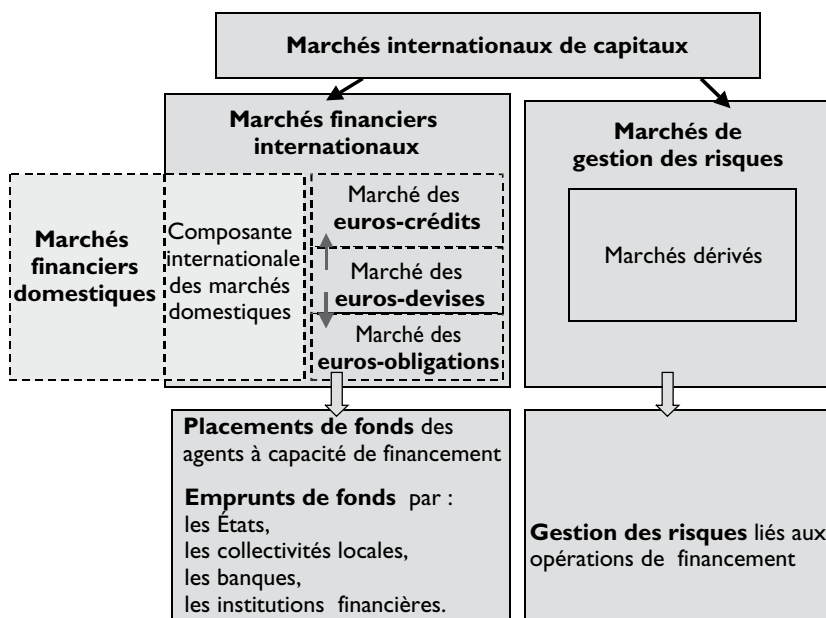 Marchés internationaux de capitaux
Marchés financiers
internationaux
Marchés de
gestion des risques
Marchés
financiers
domestiques
Composante
internationale
des marchés
domestiques
Marché des
euros-crédits
Marché des
euros-devises
Marché des
euros-obligations
Marchés dérivés
Placements de fonds des
agents à capacité de financement
Emprunts de fonds par :
les États,
les collectivités locales,
les banques,
les institutions financières.
Gestion des risques liés aux
opérations de financement